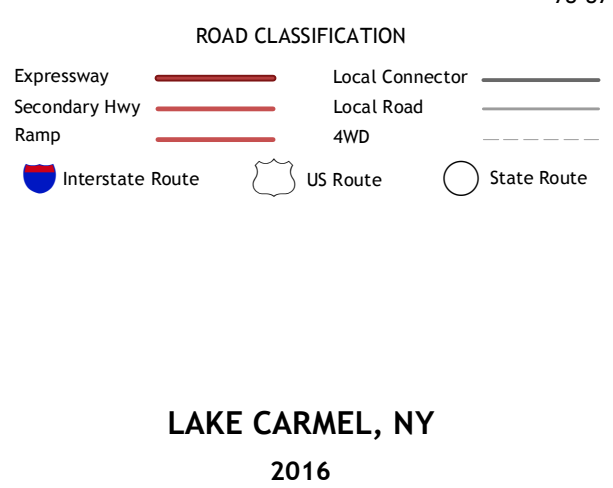 ROAD CLASSIFICATION
Expressway
Local Connector
Secondary Hwy
Local Road
Ramp
4WD
Interstate Route
US Route
State Route
LAKE CARMEL, NY
2016